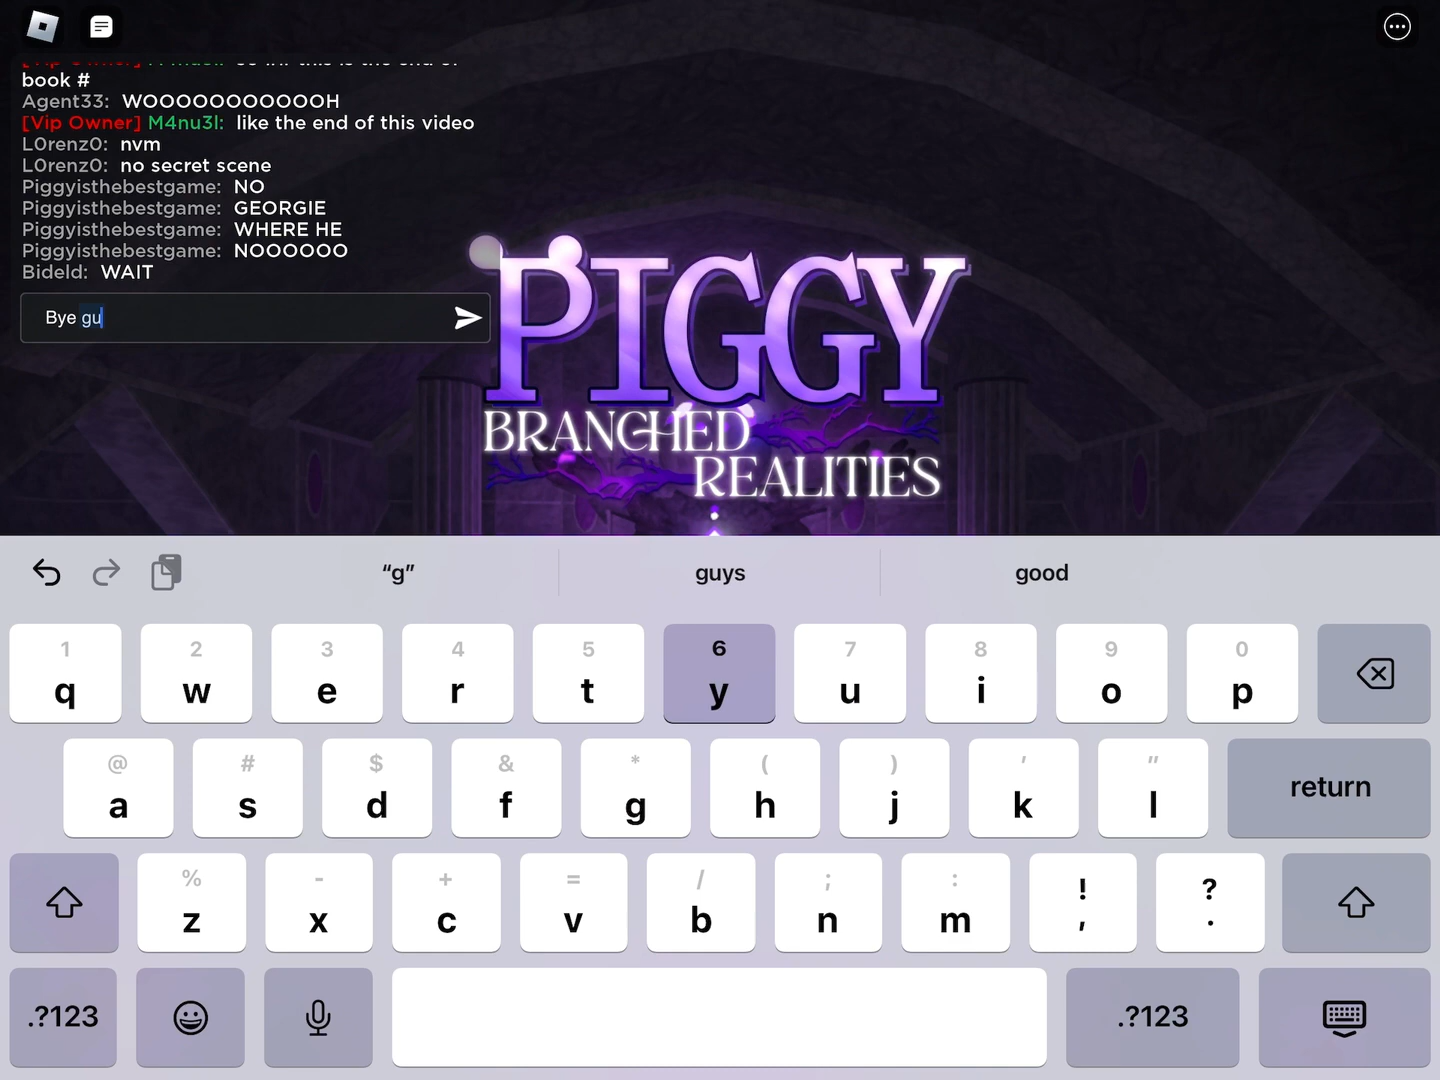 book #
Agent33: WOOOOOOOOOOOH
[Vip Owner] M4nu3l: like the end of this video
L0renz0: nvm
L0renz0: no secret scene
Piggyisthebestgame: NO
Piggyisthebestgame: GEORGIE
Piggyisthebestgame: WHERE HE
Piggyisthebestgame: NOOOOOO
Bideld: WAIT
Bye gu
PIGGY
BRANCHED
REALITIES
“g” guys good
1 2 3 4 5 6 7 8 9 0
q w e r t y u i o p
@ # $ & * ( ) ' "
a s d f g h j k l return
% - + = / ; : ! ?
z x c v b n m , .
.?123 .?123